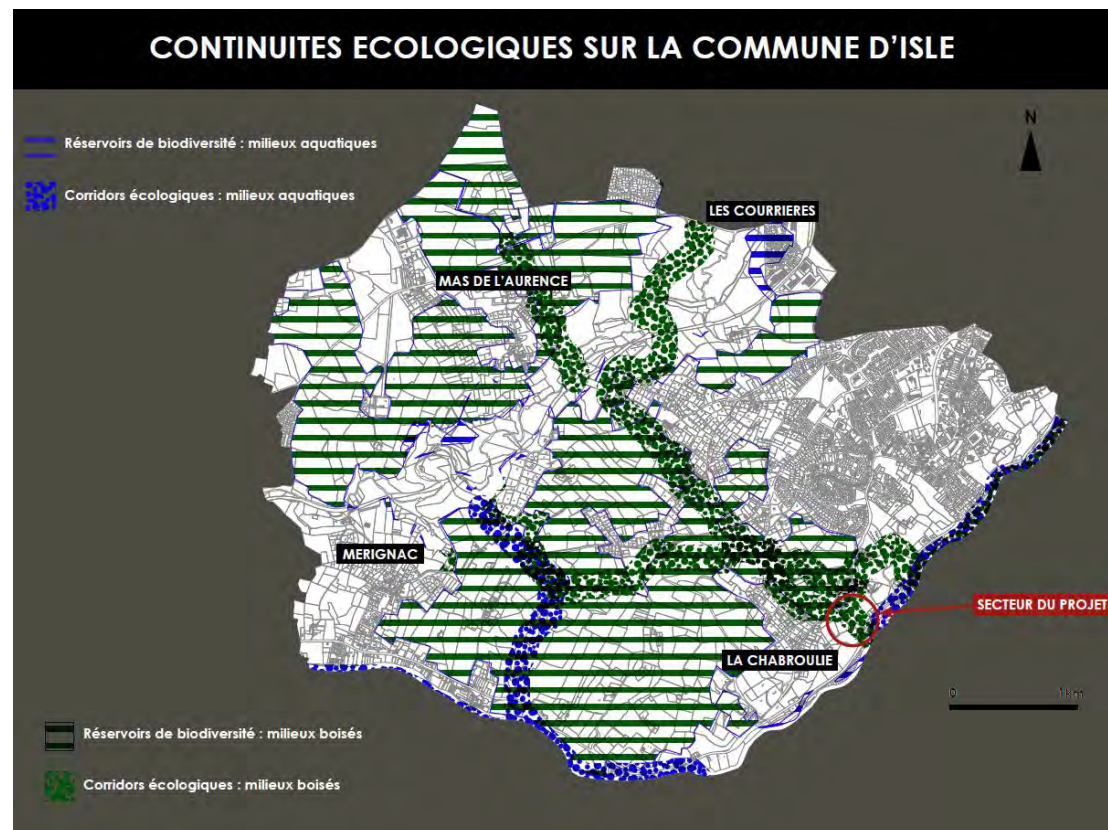 CONTINUITES ECOLOGIQUES SUR LA COMMUNE D'ISLE
N
Réservoirs de biodiversité : milieux aquatiques
Corridors écologiques : milieux aquatiques
LES COURRIERES
MAS DE L'AURENCE
MERIGNAC
SECTEUR DU PROJET
LA CHABROULIE
0 1km
Réservoirs de biodiversité : milieux boisés
Corridors écologiques : milieux boisés